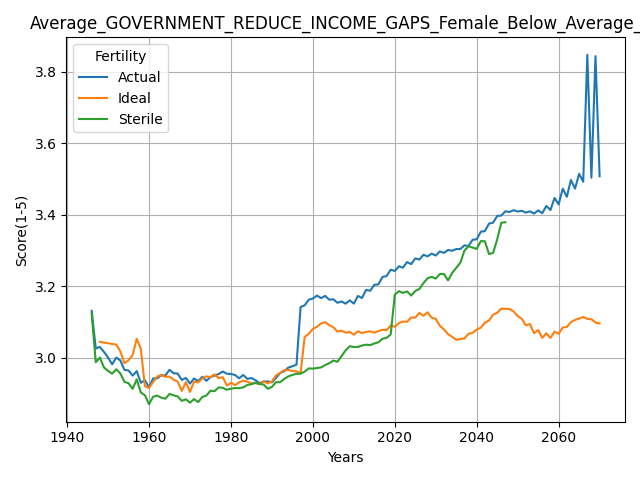 Average_GOVERNMENT_REDUCE_INCOME_GAPS_Female_Below_Average_
Fertility
Actual
Ideal
Sterile
Score(1-5)
3.8
3.6
3.4
3.2
3.0
1940 1960 1980 2000 2020 2040 2060
Years